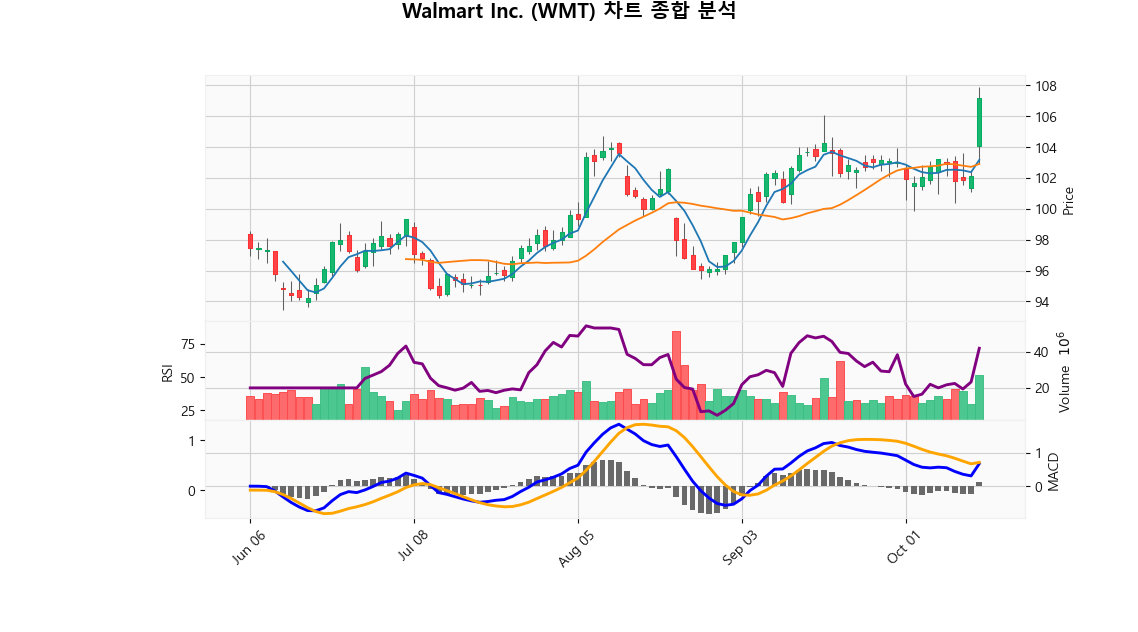 Walmart Inc. (WMT) 차트 종합 분석
108
106
104
102
100
98
96
94
Price
75
50
25
RSI
40
20
Volume 10^6
1
0
1
0
MACD
Jun 06
Jul 08
Aug 05
Sep 03
Oct 01